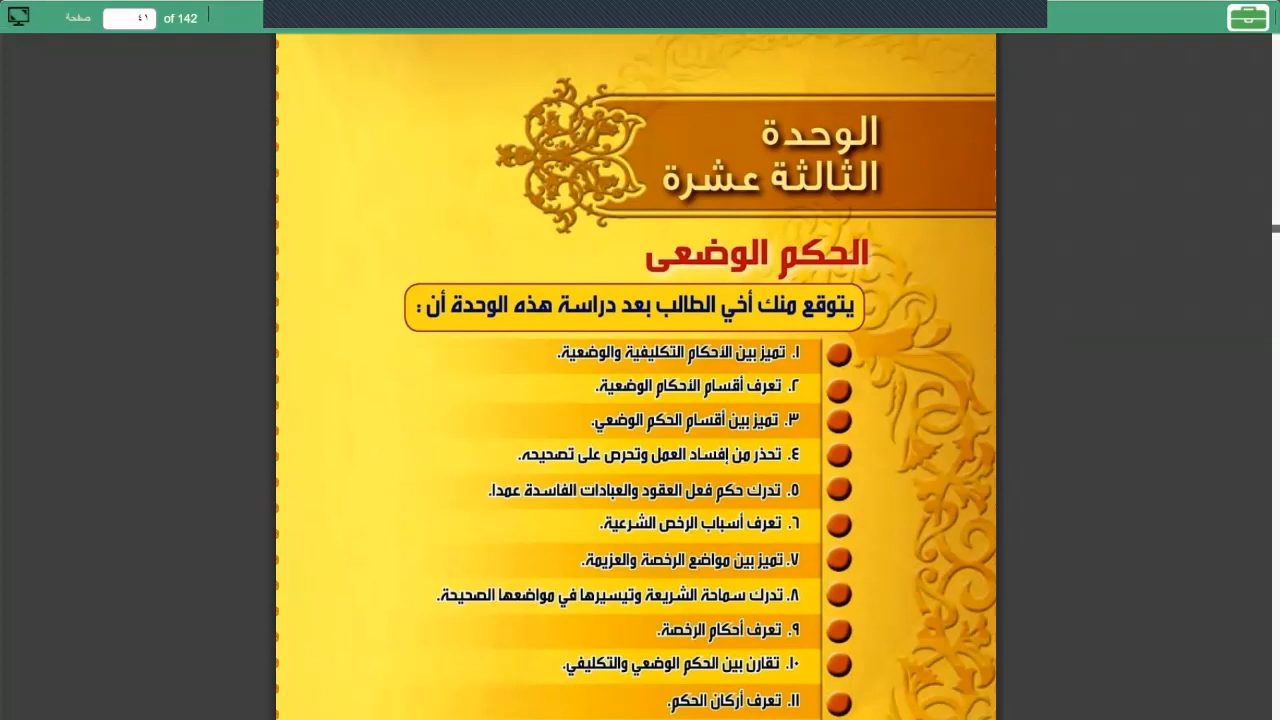 صفحة ٤١ of 142
الوحدة
الثالثة عشرة
الحكم الوضعى
يتوقع منك أخي الطالب بعد دراسة هذه الوحدة أن :
١. تميز بين الأحكام التكليفية والوضعية.
٢. تعرف أقسام الأحكام الوضعية.
٣. تميز بين أقسام الحكم الوضعي.
٤. تحذر من إفساد العمل وتحرص على تصحيحه.
٥. تدرك حكم فعل العقود والعبادات الفاسدة عمدا.
٦. تعرف أسباب الرخص الشرعية.
٧. تميز بين مواضع الرخصة والعزيمة.
٨. تدرك سماحة الشريعة وتيسيرها في مواضعها الصحيحة.
٩. تعرف أحكام الرخصة.
١٠. تقارن بين الحكم الوضعي والتكليفي.
١١. تعرف أركان الحكم.